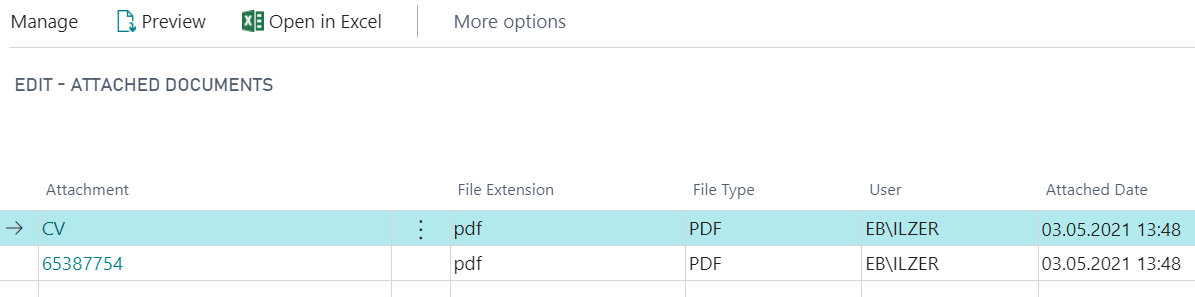 Manage Preview Open in Excel More options
EDIT - ATTACHED DOCUMENTS
Attachment File Extension File Type User Attached Date
CV pdf PDF EB\ILZER 03.05.2021 13:48
65387754 pdf PDF EB\ILZER 03.05.2021 13:48